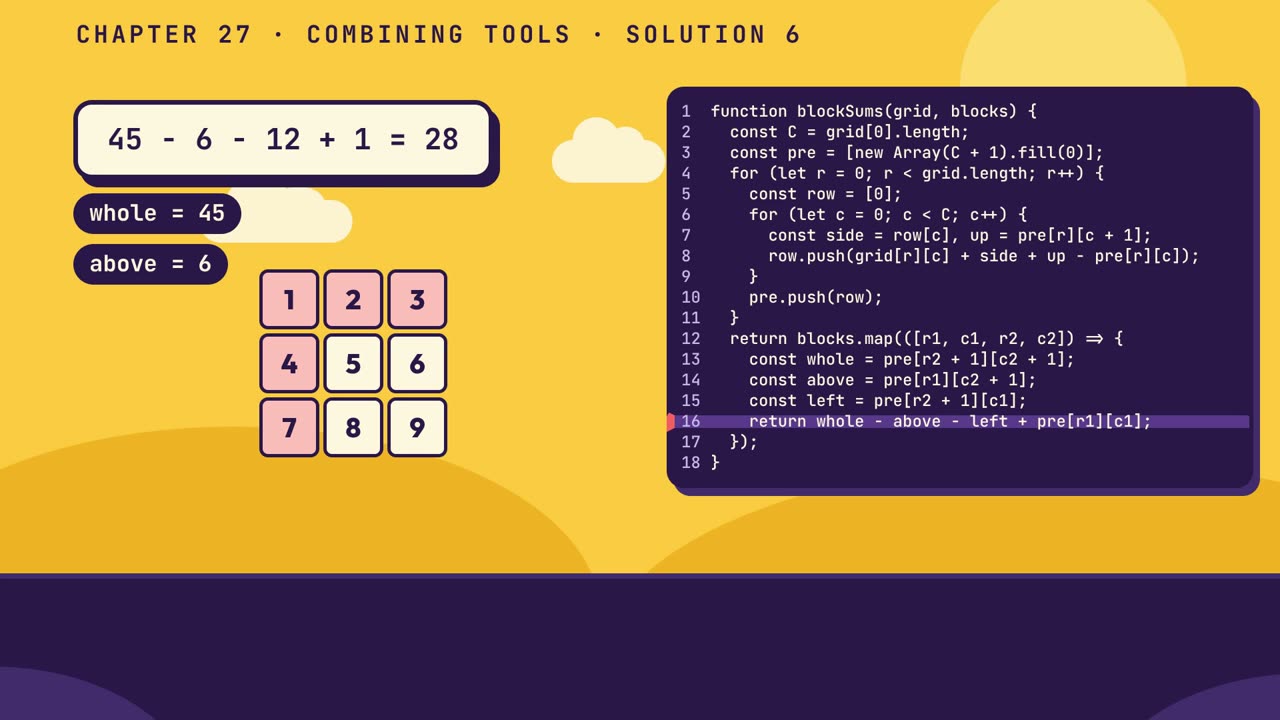 CHAPTER 27 · COMBINING TOOLS · SOLUTION 6
45 - 6 - 12 + 1 = 28
whole = 45
above = 6
1 2 3
4 5 6
7 8 9
1 function blockSums(grid, blocks) {
2   const C = grid[0].length;
3   const pre = [new Array(C + 1).fill(0)];
4   for (let r = 0; r < grid.length; r++) {
5     const row = [0];
6     for (let c = 0; c < C; c++) {
7       const side = row[c], up = pre[r][c + 1];
8       row.push(grid[r][c] + side + up - pre[r][c]);
9     }
10     pre.push(row);
11   }
12   return blocks.map(([r1, c1, r2, c2]) => {
13     const whole = pre[r2 + 1][c2 + 1];
14     const above = pre[r1][c2 + 1];
15     const left = pre[r2 + 1][c1];
16     return whole - above - left + pre[r1][c1];
17   });
18 }